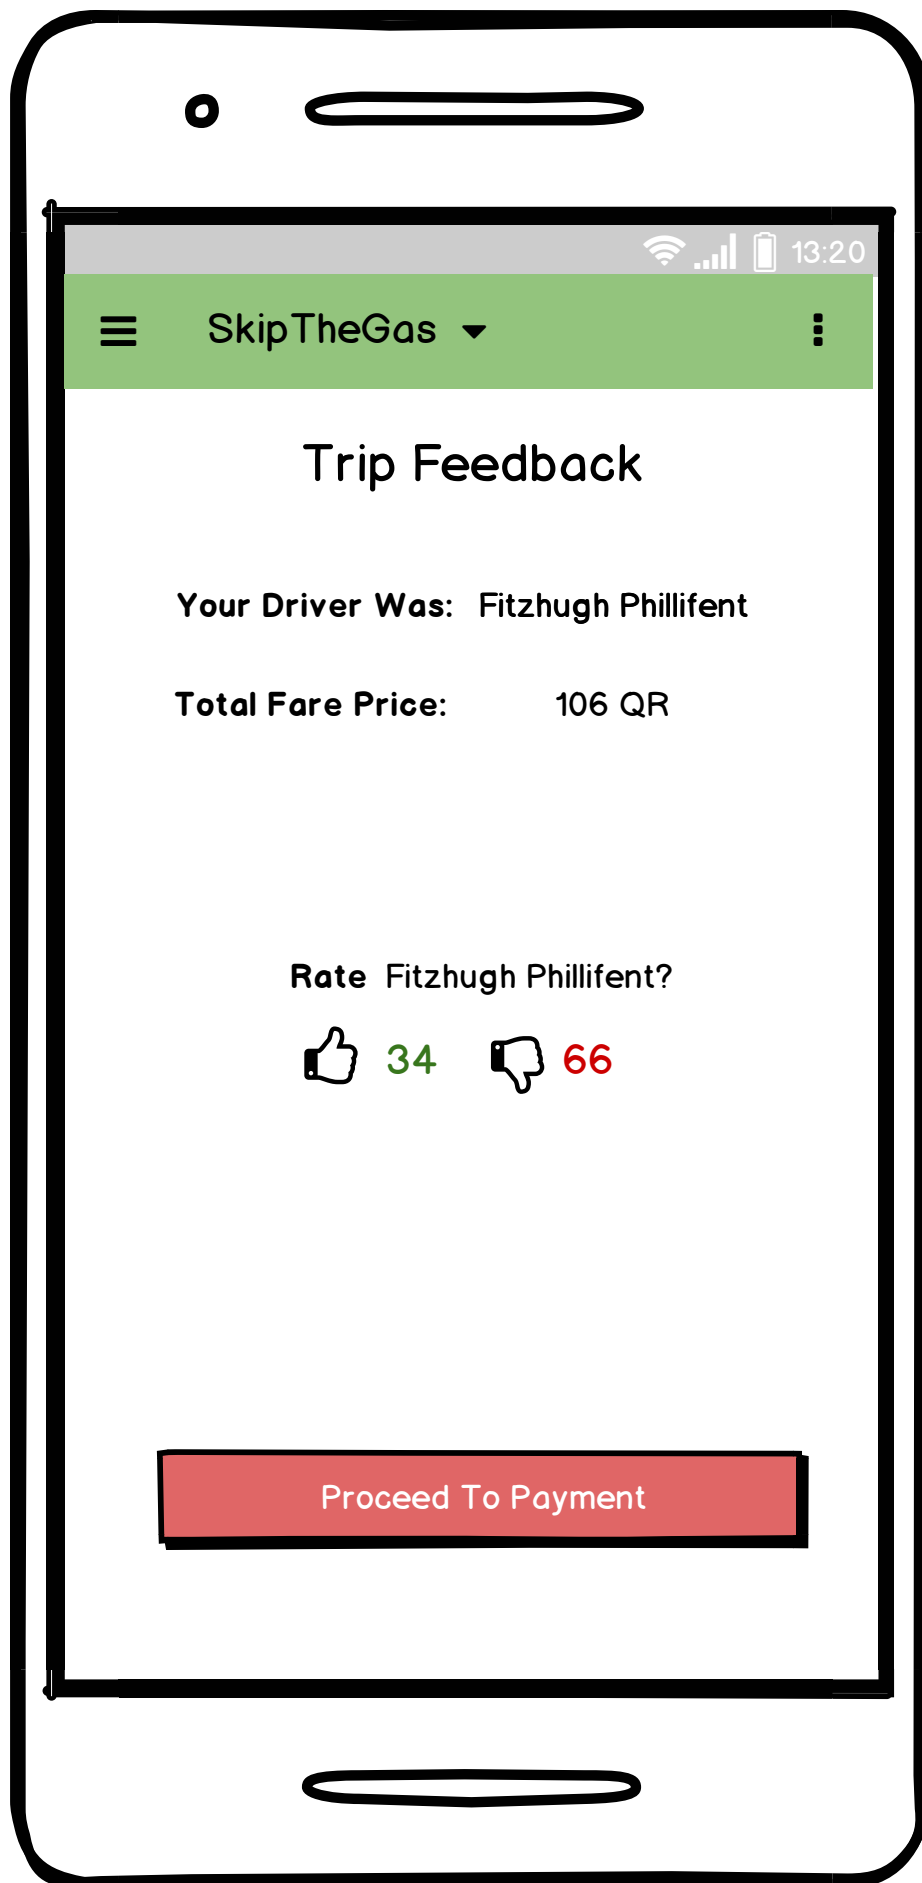 13:20
SkipTheGas
Trip Feedback
Your Driver Was: Fitzhugh Phillifent
Total Fare Price: 106 QR
Rate Fitzhugh Phillifent?
34 66
Proceed To Payment